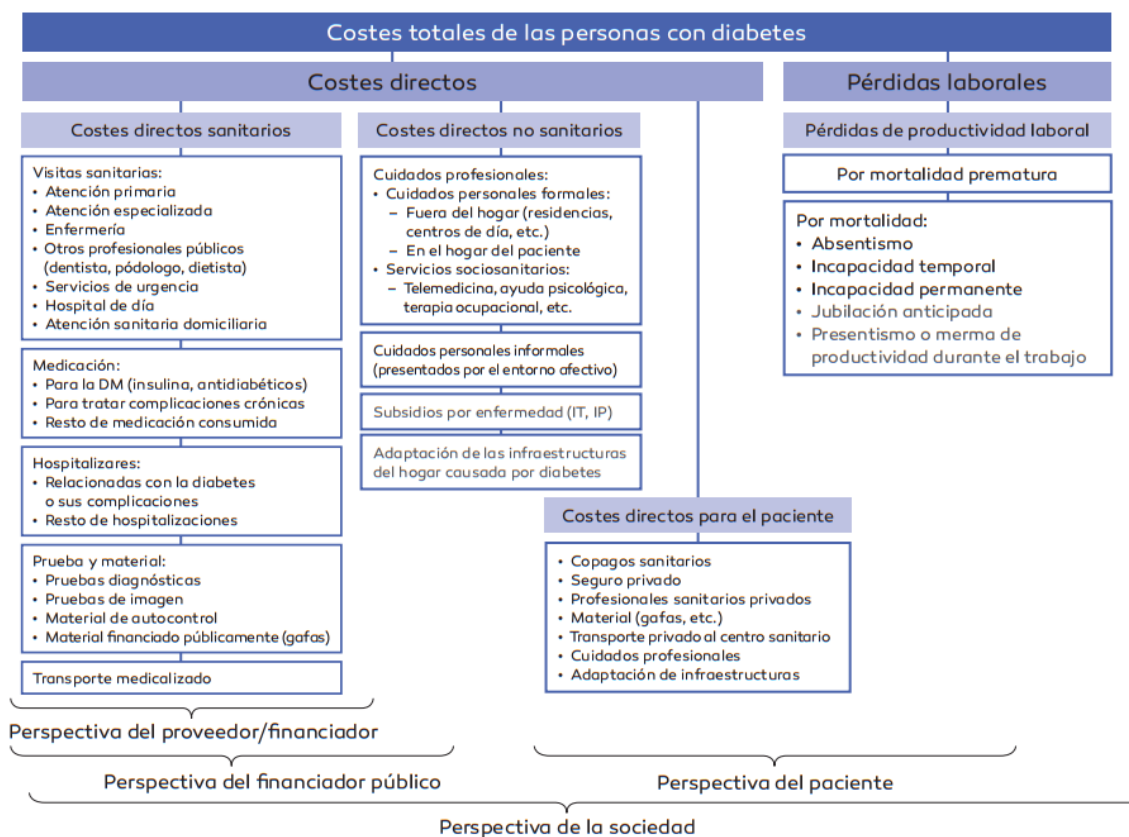 Costes totales de las personas con diabetes
Costes directos
Pérdidas laborales
Costes directos sanitarios
Visitas sanitarias:
• Atención primaria
• Atención especializada
• Enfermería
• Otros profesionales públicos
(dentista, pódologo, dietista)
• Servicios de urgencia
• Hospital de día
• Atención sanitaria domiciliaria
Medicación:
• Para la DM (insulina, antidiabéticos)
• Para tratar complicaciones crónicas
• Resto de medicación consumida
Hospitalizares:
• Relacionadas con la diabetes
o sus complicaciones
• Resto de hospitalizaciones
Prueba y material:
• Pruebas diagnósticas
• Pruebas de imagen
• Material de autocontrol
• Material financiado públicamente (gafas)
Transporte medicalizado
Costes directos no sanitarios
Cuidados profesionales:
• Cuidados personales formales:
– Fuera del hogar (residencias,
centros de día, etc.)
– En el hogar del paciente
• Servicios sociosanitarios:
– Telemedicina, ayuda psicológica,
terapia ocupacional, etc.
Cuidados personales informales
(presentados por el entorno afectivo)
Subsidios por enfermedad (IT, IP)
Adaptación de las infraestructuras
del hogar causada por diabetes
Costes directos para el paciente
• Copagos sanitarios
• Seguro privado
• Profesionales sanitarios privados
• Material (gafas, etc.)
• Transporte privado al centro sanitario
• Cuidados profesionales
• Adaptación de infraestructuras
Pérdidas de productividad laboral
Por mortalidad prematura
Por mortalidad:
• Absentismo
• Incapacidad temporal
• Incapacidad permanente
• Jubilación anticipada
• Presentismo o merma de
productividad durante el trabajo
Perspectiva del proveedor/financiador
Perspectiva del financiador público
Perspectiva del paciente
Perspectiva de la sociedad